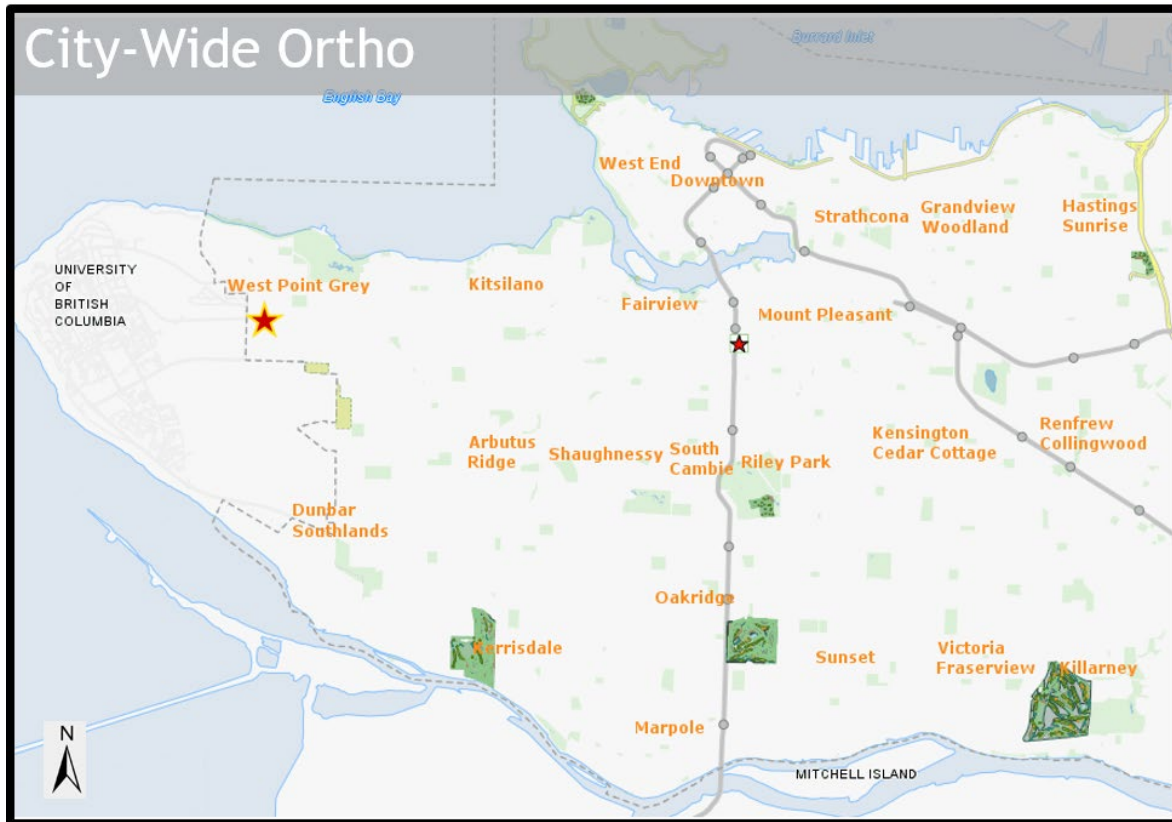 City-Wide Ortho
Burrard Inlet
English Bay
West End
Downtown
Strathcona
Grandview
Woodland
Hastings
Sunrise
UNIVERSITY
OF
BRITISH
COLUMBIA
West Point Grey
Kitsilano
Fairview
Mount Pleasant
Arbutus
Ridge
Shaughnessy
South
Cambie
Riley Park
Kensington
Cedar Cottage
Renfrew
Collingwood
Dunbar
Southlands
Oakridge
Kerrisdale
Sunset
Victoria
Fraserview
Killarney
Marpole
N
MITCHELL ISLAND